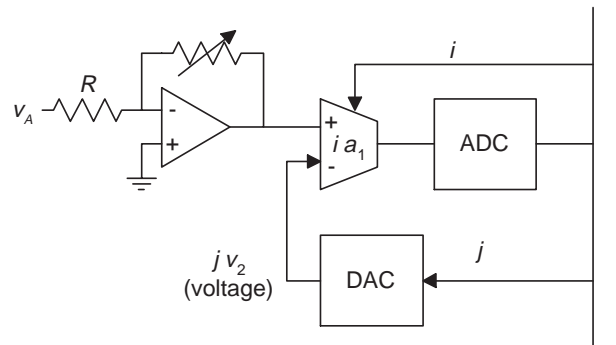 R
v_A
-
+
+
i a_1
-
i
ADC
j v_2
(voltage)
DAC
j